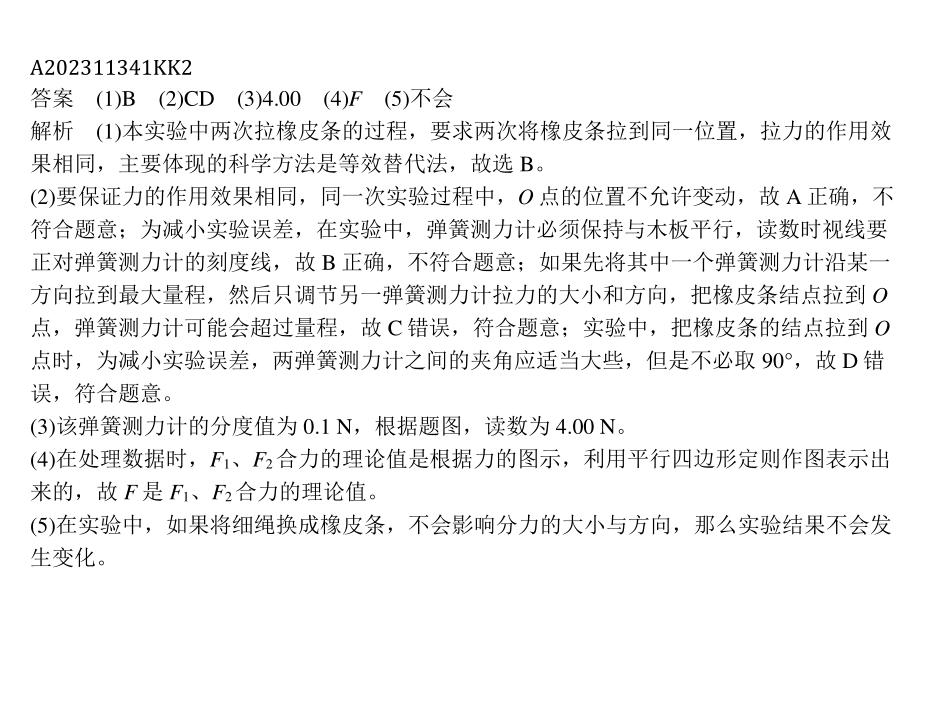 A202311341KK2
答案　(1)B　(2)CD　(3)4.00　(4)F　(5)不会
解析　(1)本实验中两次拉橡皮条的过程，要求两次将橡皮条拉到同一位置，拉力的作用效
果相同，主要体现的科学方法是等效替代法，故选 B。
(2)要保证力的作用效果相同，同一次实验过程中，O 点的位置不允许变动，故 A 正确，不
符合题意；为减小实验误差，在实验中，弹簧测力计必须保持与木板平行，读数时视线要
正对弹簧测力计的刻度线，故 B 正确，不符合题意；如果先将其中一个弹簧测力计沿某一
方向拉到最大量程，然后只调节另一弹簧测力计拉力的大小和方向，把橡皮条结点拉到 O
点，弹簧测力计可能会超过量程，故 C 错误，符合题意；实验中，把橡皮条的结点拉到 O
点时，为减小实验误差，两弹簧测力计之间的夹角应适当大些，但是不必取 90°，故 D 错
误，符合题意。
(3)该弹簧测力计的分度值为 0.1 N，根据题图，读数为 4.00 N。
(4)在处理数据时，F₁、F₂合力的理论值是根据力的图示，利用平行四边形定则作图表示出
来的，故 F 是 F₁、F₂合力的理论值。
(5)在实验中，如果将细绳换成橡皮条，不会影响分力的大小与方向，那么实验结果不会发
生变化。